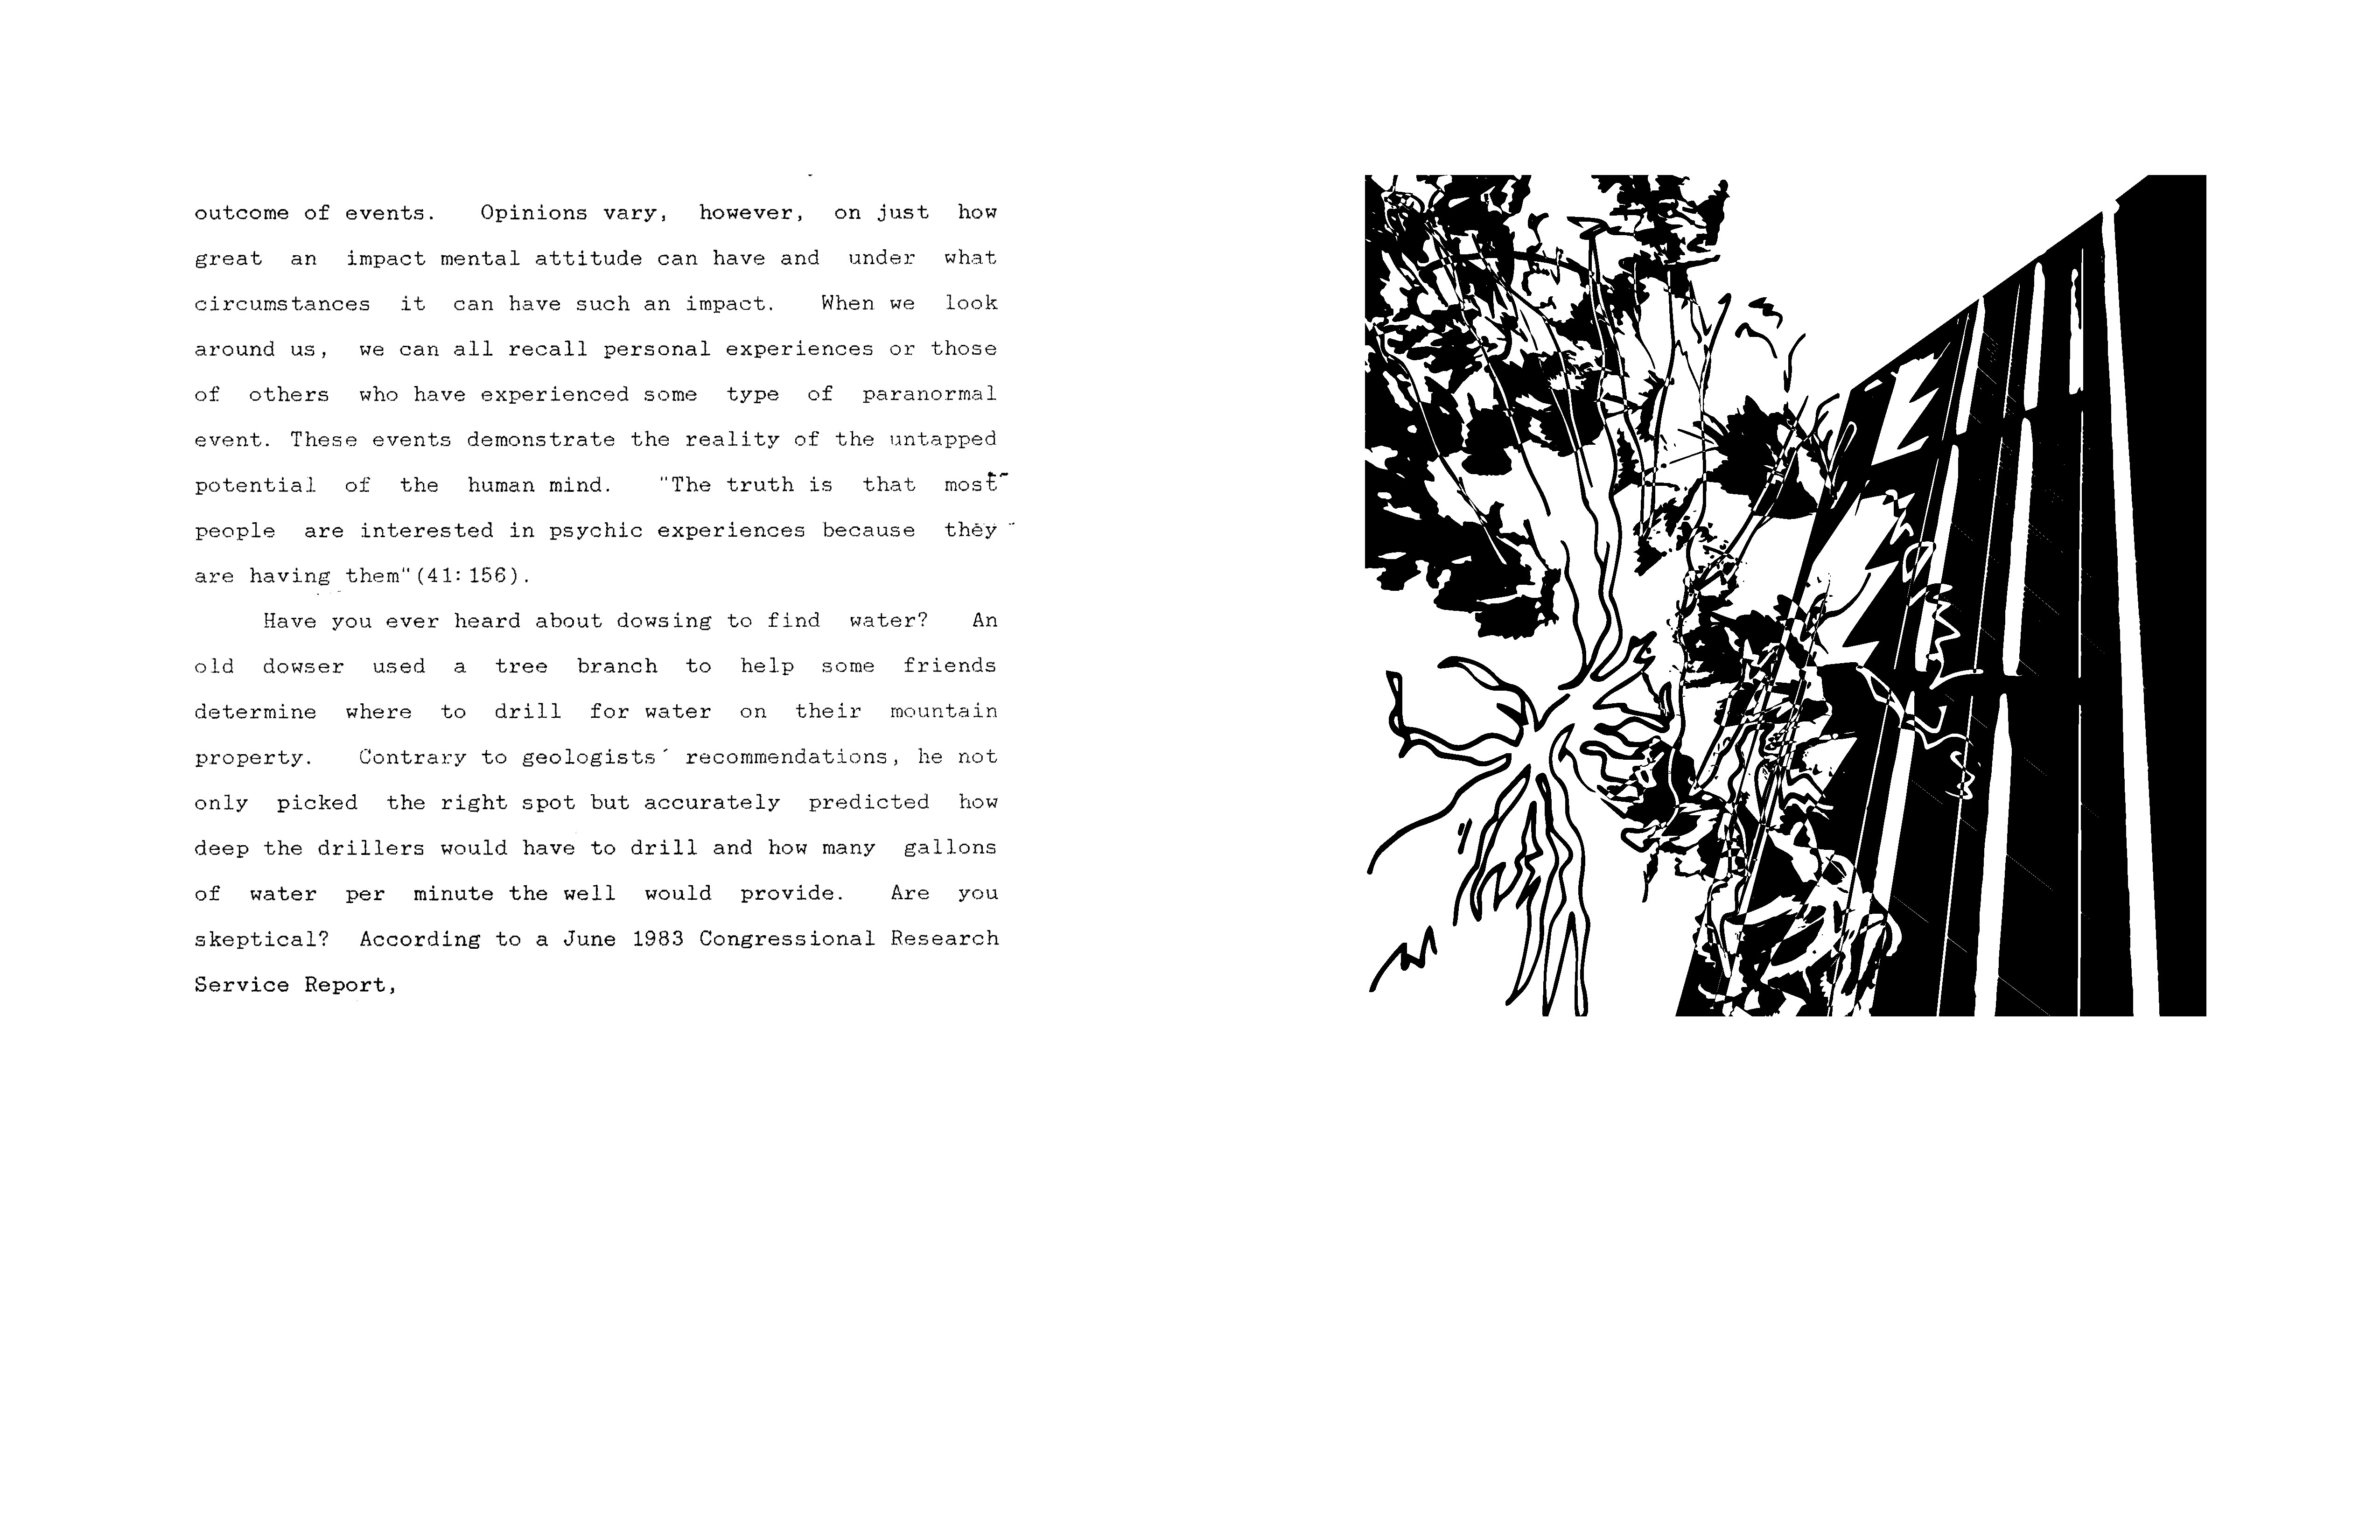 outcome of events. Opinions vary, however, on just how
great an impact mental attitude can have and under what
circumstances it can have such an impact. When we look
around us, we can all recall personal experiences or those
of others who have experienced some type of paranormal
event. These events demonstrate the reality of the untapped
potential of the human mind. "The truth is that most
people are interested in psychic experiences because they
are having them"(41:156).
Have you ever heard about dowsing to find water? An
old dowser used a tree branch to help some friends
determine where to drill for water on their mountain
property. Contrary to geologists' recommendations, he not
only picked the right spot but accurately predicted how
deep the drillers would have to drill and how many gallons
of water per minute the well would provide. Are you
skeptical? According to a June 1983 Congressional Research
Service Report,